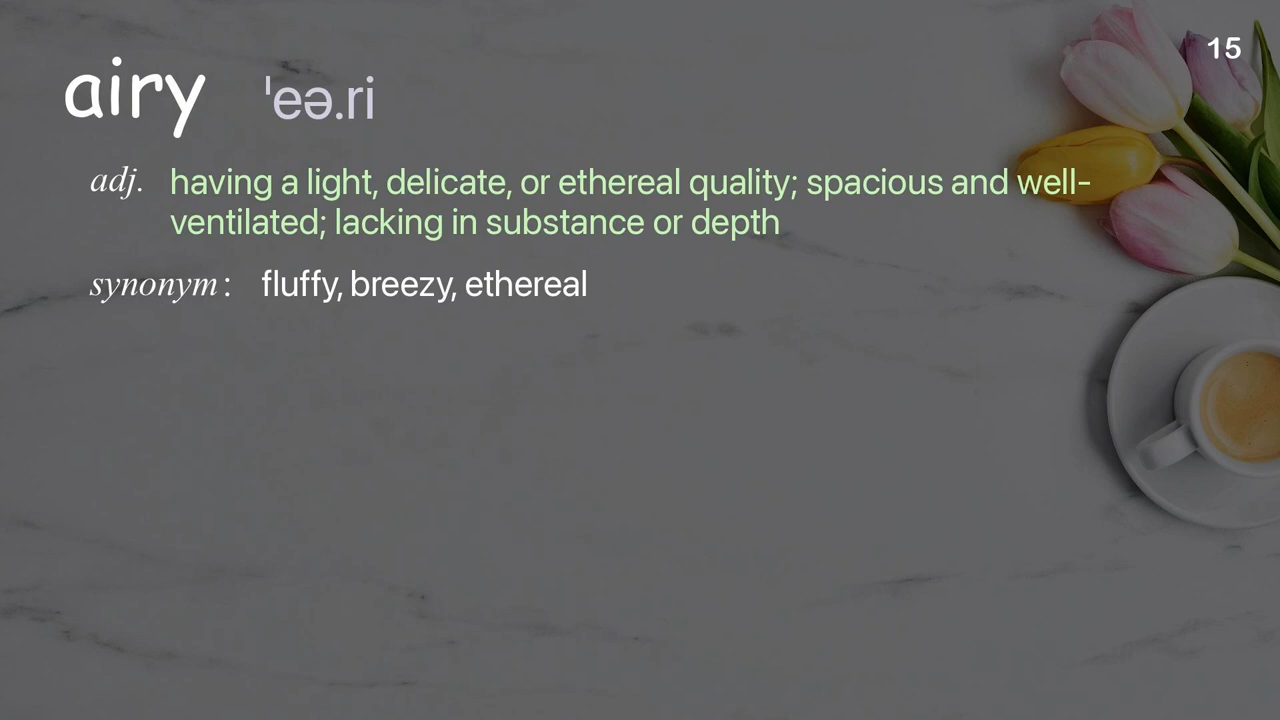 15
airy ˈeə.ri
adj. having a light, delicate, or ethereal quality; spacious and well-
ventilated; lacking in substance or depth
synonym: fluffy, breezy, ethereal